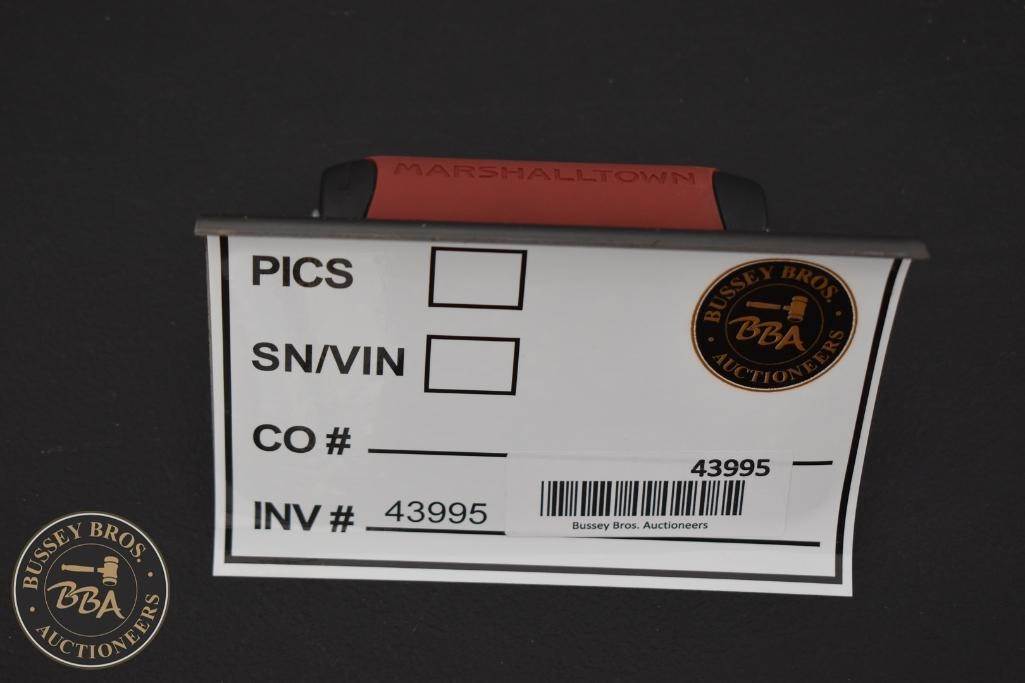 MARSHALLTOWN
PICS
BUSSEY BROS.
BBA
AUCTIONEERS
SN/VIN
CO #
43995
INV # 43995
Bussey Bros. Auctioneers
BUSSEY BROS.
BBA
AUCTIONEERS